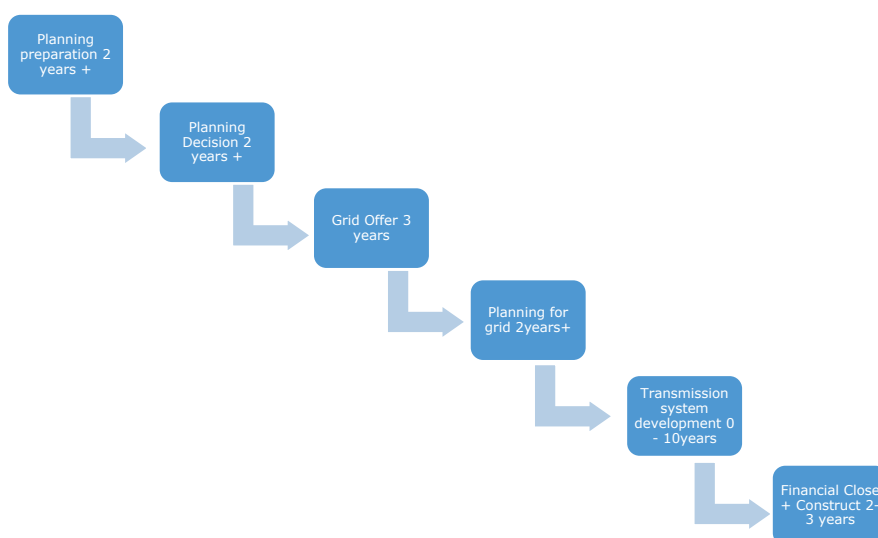 Planning
preparation 2
years +
Planning
Decision 2
years +
Grid Offer 3
years
Planning for
grid 2years+
Transmission
system
development 0
- 10years
Financial Close
+ Construct 2-
3 years